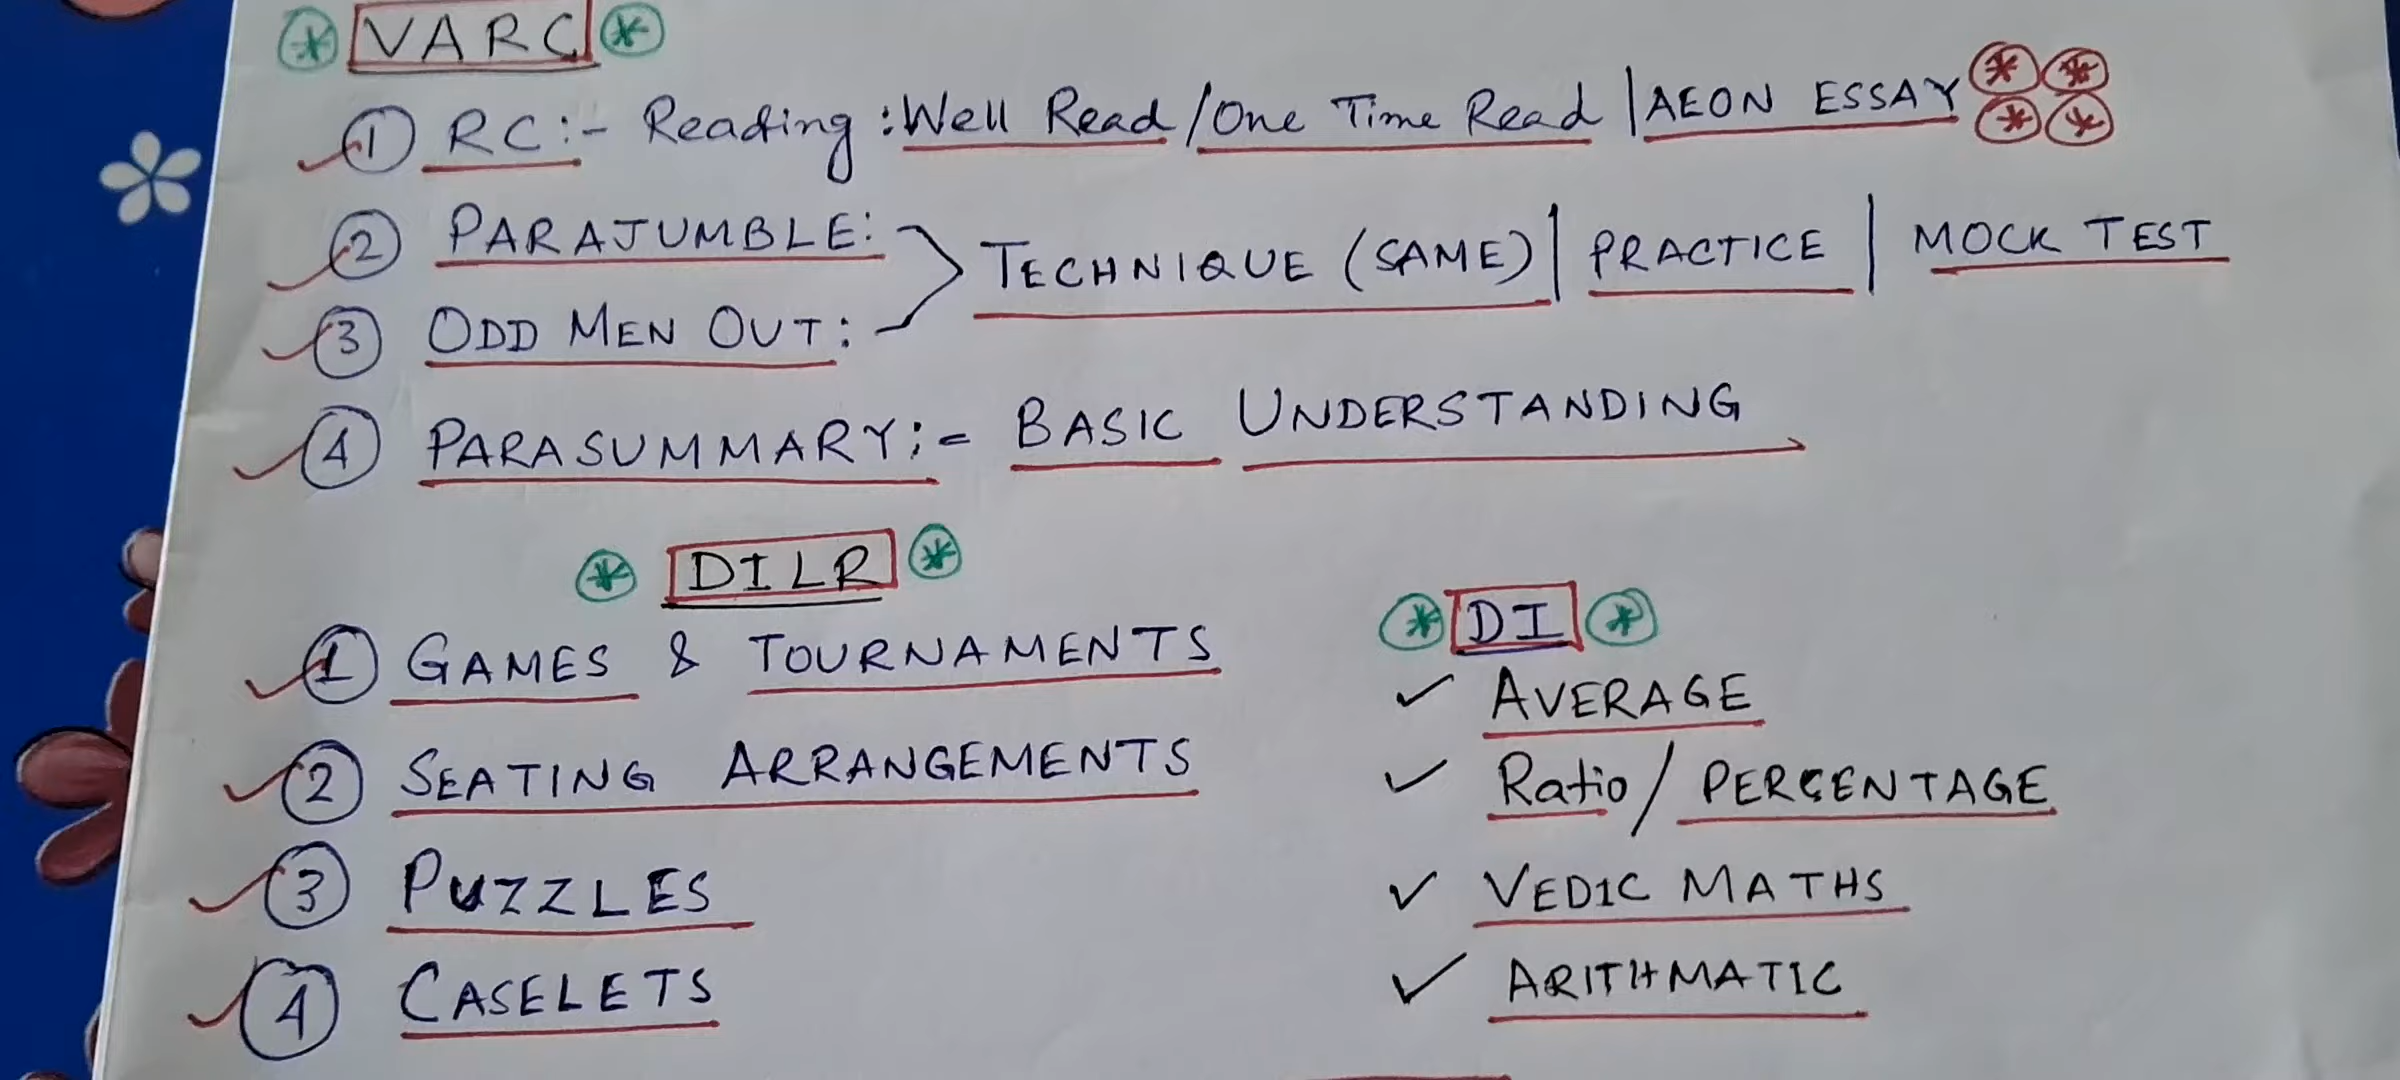 VARC
1 RC:- Reading : Well Read / One Time Read | AEON ESSAY
2 PARAJUMBLE:
TECHNIQUE (SAME) | PRACTICE | MOCK TEST
3 ODD MEN OUT:
4 PARASUMMARY:- BASIC UNDERSTANDING
DILR
1 GAMES & TOURNAMENTS
2 SEATING ARRANGEMENTS
3 PUZZLES
4 CASELETS
DI
AVERAGE
Ratio / PERCENTAGE
VEDIC MATHS
ARITHMATIC